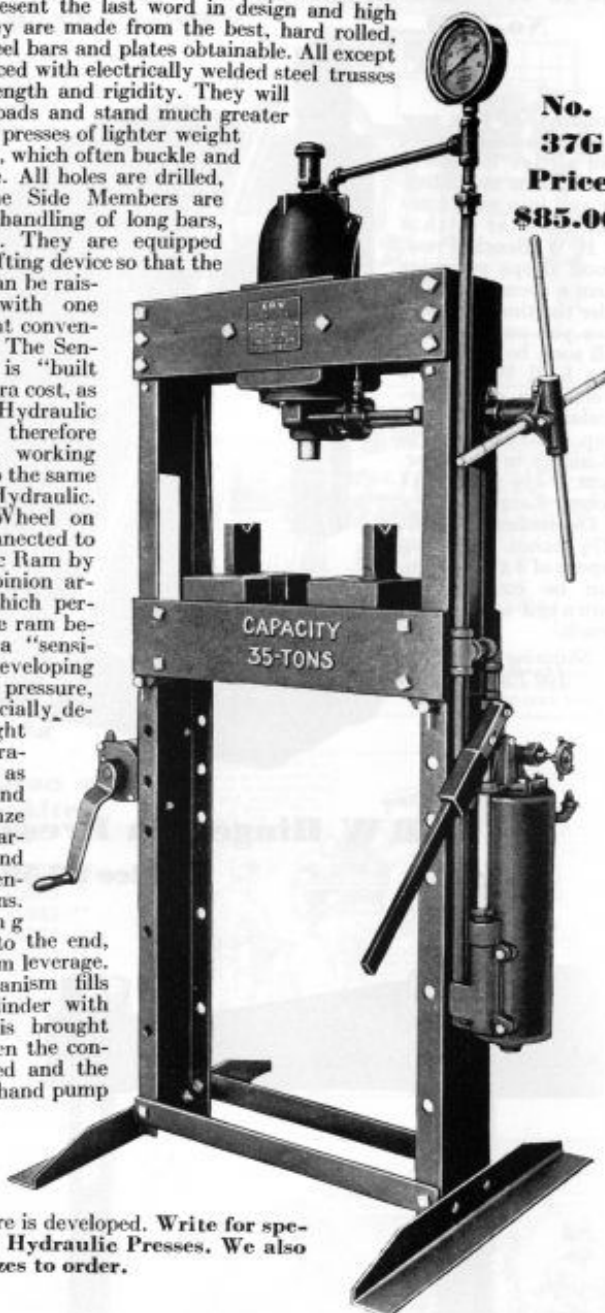 esent the last word in design and high
ey are made from the best, hard rolled,
eel bars and plates obtainable. All except
ced with electrically welded steel trusses
ength and rigidity. They will
oads and stand much greater
presses of lighter weight
, which often buckle and
e. All holes are drilled,
ne Side Members are
handling of long bars,
. They are equipped
fting device so that the
an be rais-
with one
nt conven-
The Sen-
is “built
ra cost, as
Hydraulic
therefore
working
o the same
Hydraulic.
Wheel on
nnected to
c Ram by
pinion ar-
hich per-
e ram be-
a “sensi-
eveloping
pressure,
cially de-
ght
ra-
as
nd
nze
ar-
nd
en-
ns.
n g
to the end,
m leverage.
anism fills
linder with
is brought
en the con-
ed and the
hand pump
re is developed. Write for spe-
Hydraulic Presses. We also
zes to order.
No.
37G
Price
$85.00
CAPACITY
35-TONS